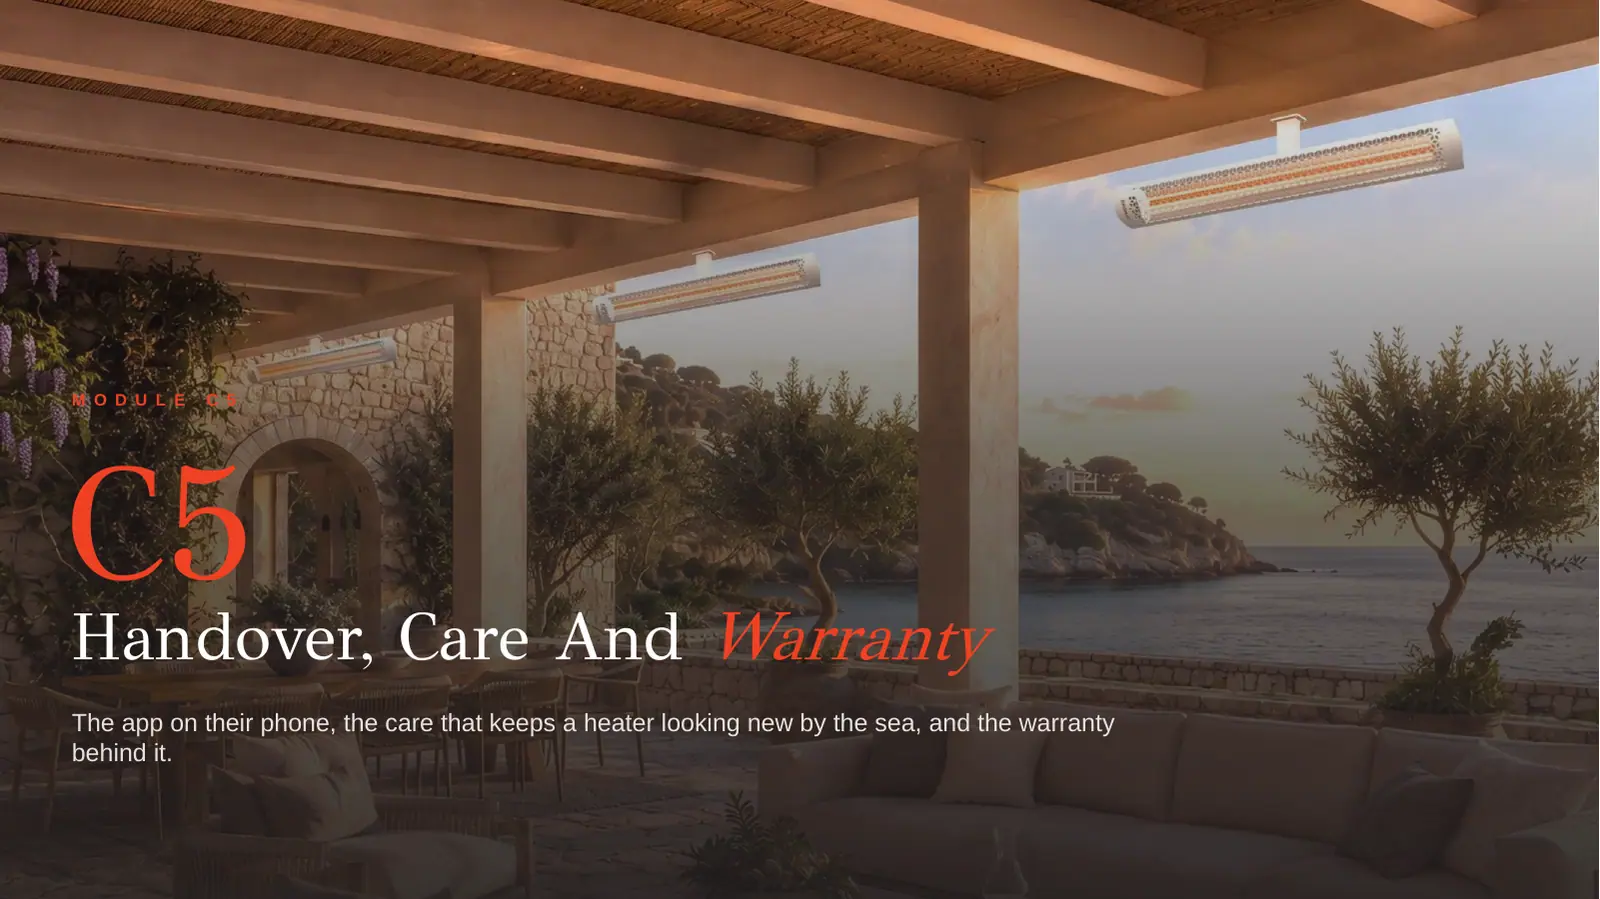 MODULE C5
C5
Handover, Care And Warranty
The app on their phone, the care that keeps a heater looking new by the sea, and the warranty
behind it.